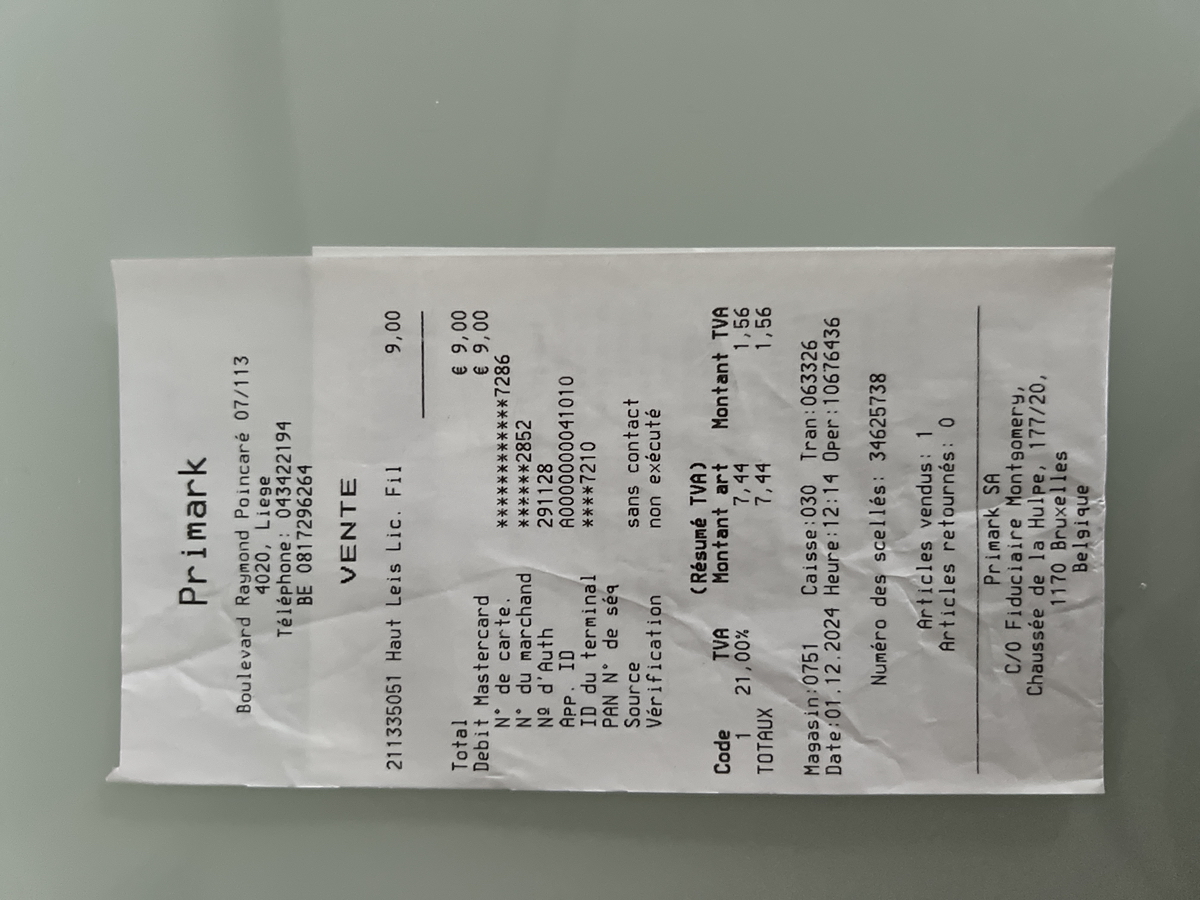 Primark
Boulevard Raymond Poincaré 07/113
4020, Liege
Téléphone: 043422194
BE 0817296264
VENTE
211335051 Haut Leis Lic. Fil 9,00
Total € 9,00
Debit Mastercard € 9,00
N° de carte. ************7286
N° du marchand ******2852
Nº d'Auth 291128
App. ID A0000000041010
ID du terminal ****7210
PAN N° de séq
Source sans contact
Vérification non exécuté
(Résumé TVA)
Code TVA Montant art Montant TVA
1 21,00% 7,44 1,56
TOTAUX 7,44 1,56
Magasin:0751 Caisse:030 Tran:063326
Date:01.12.2024 Heure:12:14 Oper:10676436
Numéro des scellés: 34625738
Articles vendus: 1
Articles retournés: 0
Primark SA
C/O Fiduciaire Montgomery,
Chaussée de la Hulpe, 177/20,
1170 Bruxelles
Belgique